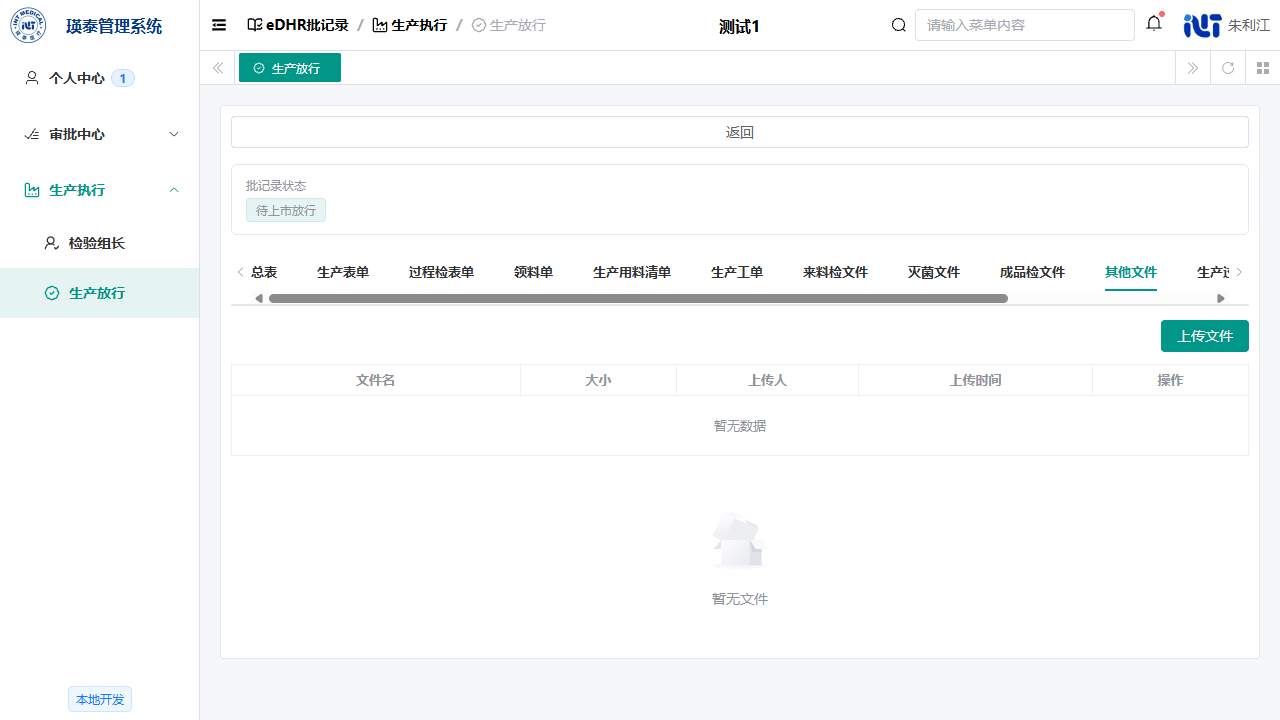 瑛泰管理系统
eDHR批记录 / 生产执行 / 生产放行
测试1
请输入菜单内容
朱利江
个人中心 1
审批中心
生产执行
检验组长
生产放行
本地开发
生产放行
返回
批记录状态
待上市放行
总表 生产表单 过程检表单 领料单 生产用料清单 生产工单 来料检文件 灭菌文件 成品检文件 其他文件 生产
上传文件
文件名 大小 上传人 上传时间 操作
暂无数据
暂无文件